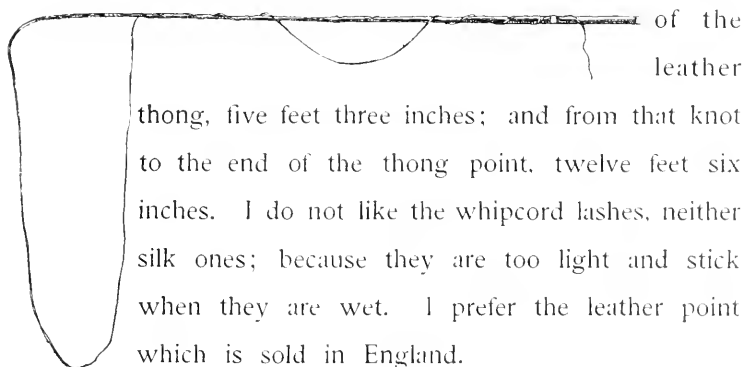 of the
leather
thong, five feet three inches; and from that knot
to the end of the thong point, twelve feet six
inches. I do not like the whipcord lashes, neither
silk ones; because they are too light and stick
when they are wet. I prefer the leather point
which is sold in England.